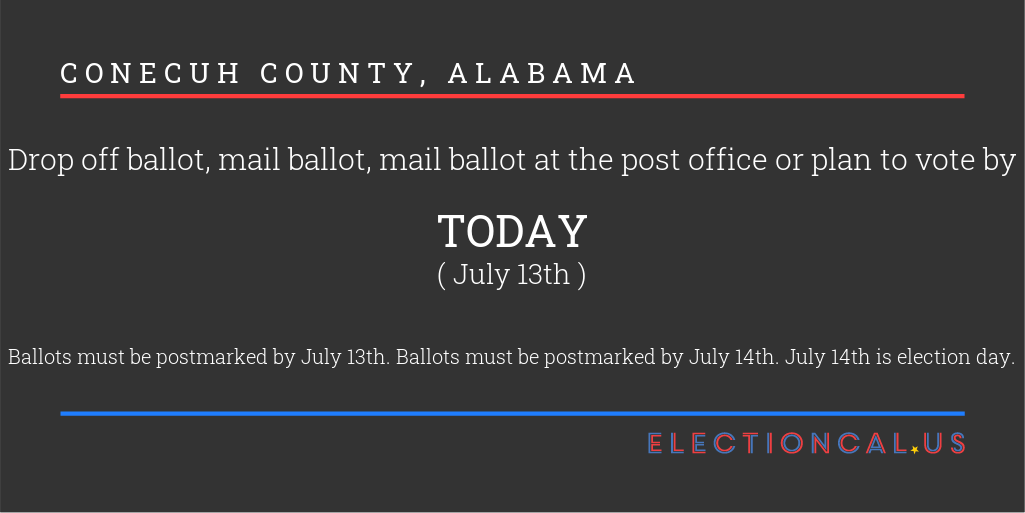 CONECUH COUNTY, ALABAMA
Drop off ballot, mail ballot, mail ballot at the post office or plan to vote by
TODAY
( July 13th )
Ballots must be postmarked by July 13th. Ballots must be postmarked by July 14th. July 14th is election day.
ELECTIONCAL.US